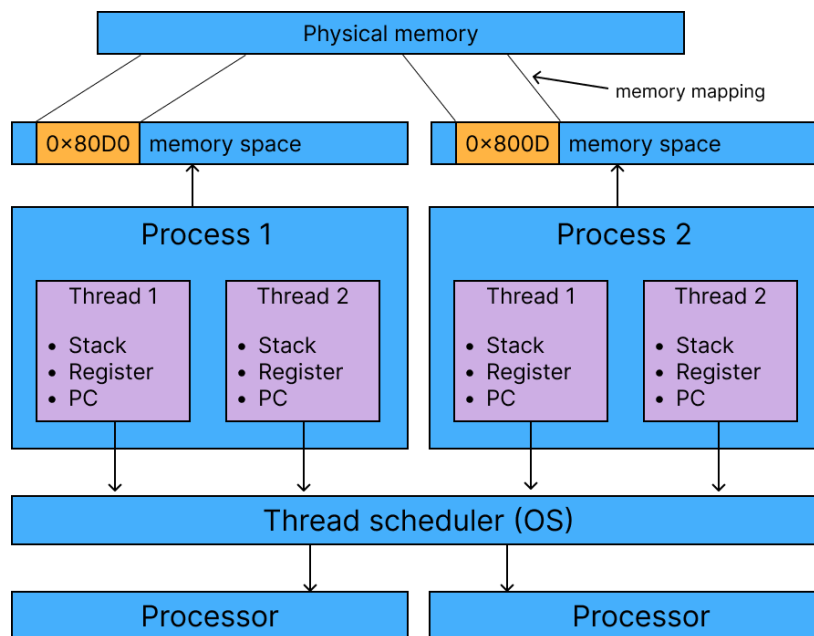 Physical memory
memory mapping
0×80D0 memory space
0×800D memory space
Process 1
Process 2
Thread 1
• Stack
• Register
• PC
Thread 2
• Stack
• Register
• PC
Thread 1
• Stack
• Register
• PC
Thread 2
• Stack
• Register
• PC
Thread scheduler (OS)
Processor
Processor